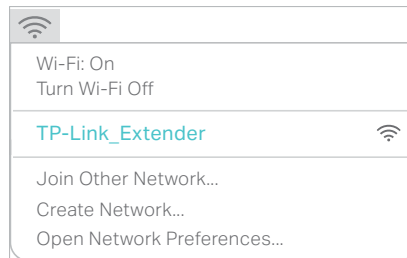 Wi-Fi: On
Turn Wi-Fi Off
TP-Link_Extender
Join Other Network...
Create Network...
Open Network Preferences...